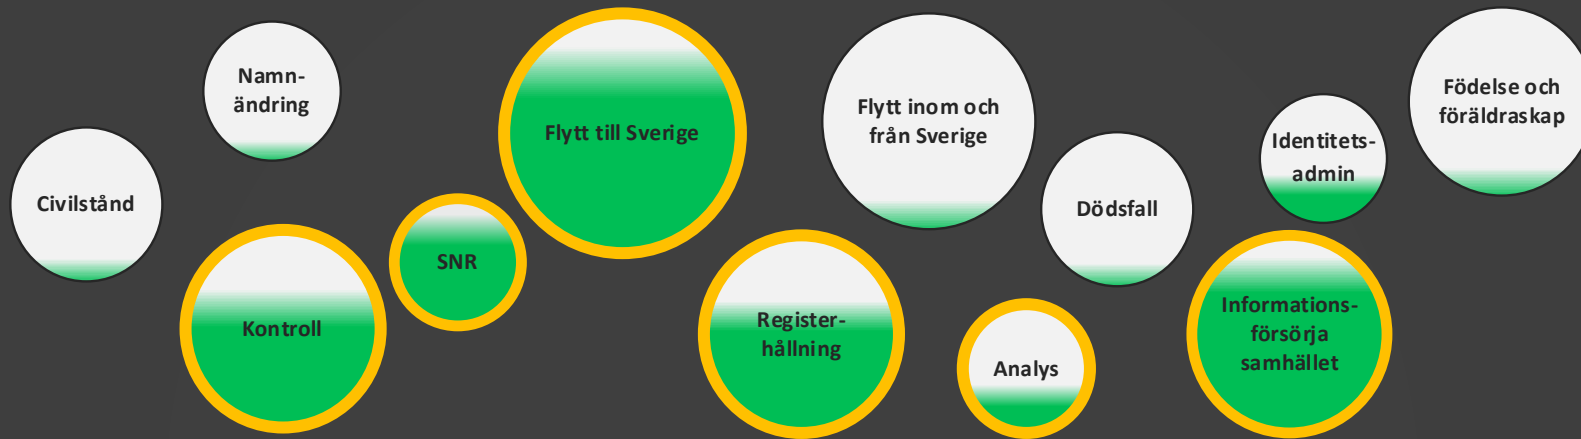 Civilstånd
Namn-
ändring
Kontroll
SNR
Flytt till Sverige
Register-
hållning
Flytt inom och
från Sverige
Analys
Dödsfall
Identitets-
admin
Informations-
försörja
samhället
Födelse och
föräldraskap